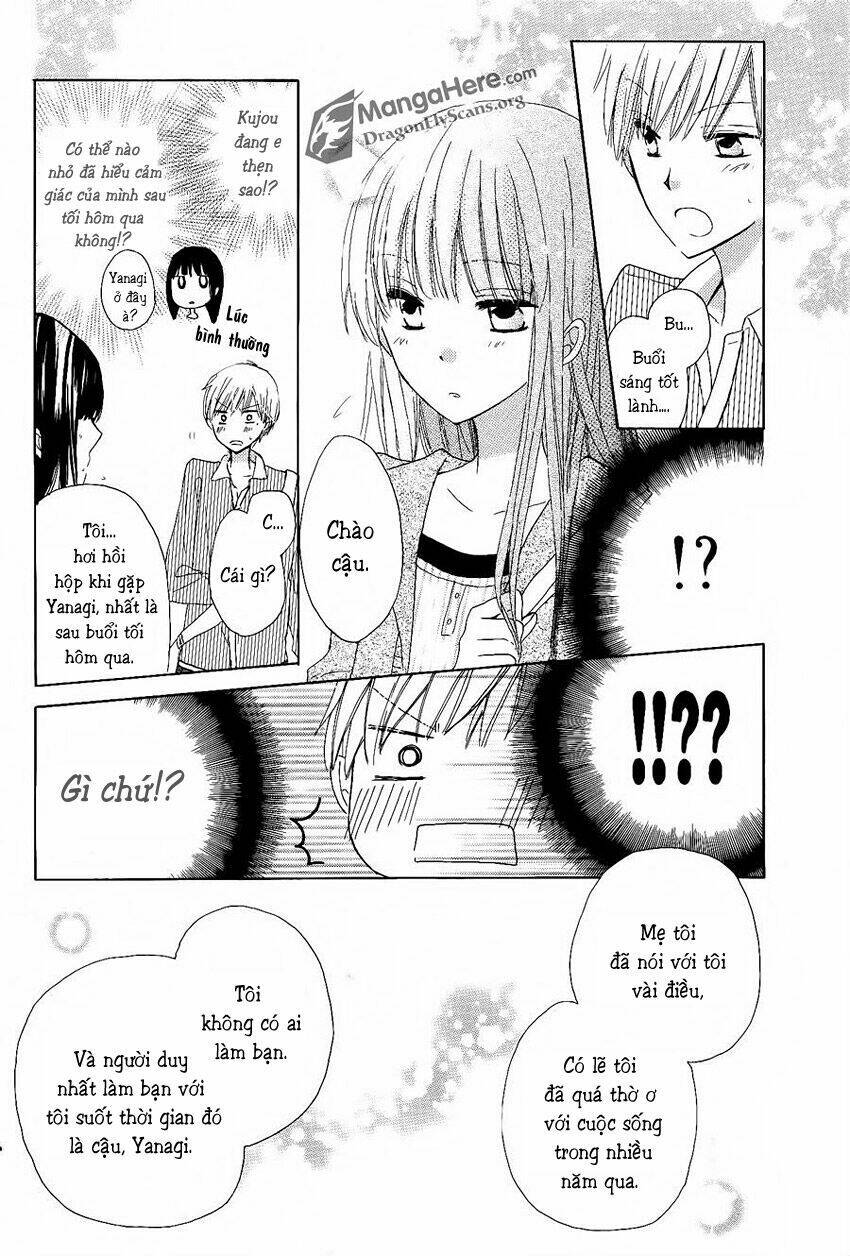 MangaHere.com
DragonFlyScans.org
Bu...
Buổi
sáng tốt
lành....
Chào
cậu.
!?
Kujou
đang e
thẹn
sao!?
Có thể nào
nhỏ đã hiểu cảm
giác của mình sau
tối hôm qua
không!?
Yanagi
ở đây
à?
Lúc
bình thường
C...
Cái gì?
Tôi...
hơi hồi
hộp khi gặp
Yanagi, nhất là
sau buổi tối
hôm qua.
!!??
Gì chứ!?
Mẹ tôi
đã nói với tôi
vài điều,
Có lẽ tôi
đã quá thờ ơ
với cuộc sống
trong nhiều
năm qua.
Tôi
không có ai
làm bạn.
Và người duy
nhất làm bạn với
tôi suốt thời gian đó
là cậu, Yanagi.